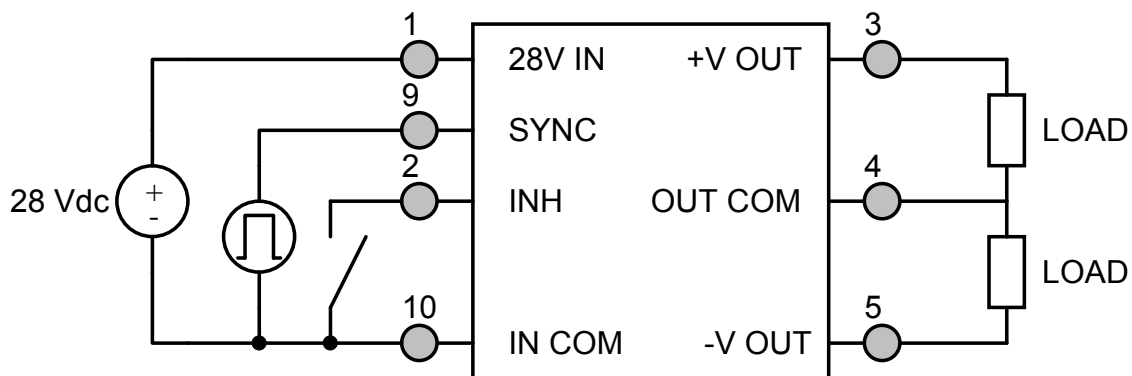 1
3
28V IN
+V OUT
9
SYNC
LOAD
2
4
28 Vdc
+
-
INH
OUT COM
LOAD
10
5
IN COM
-V OUT